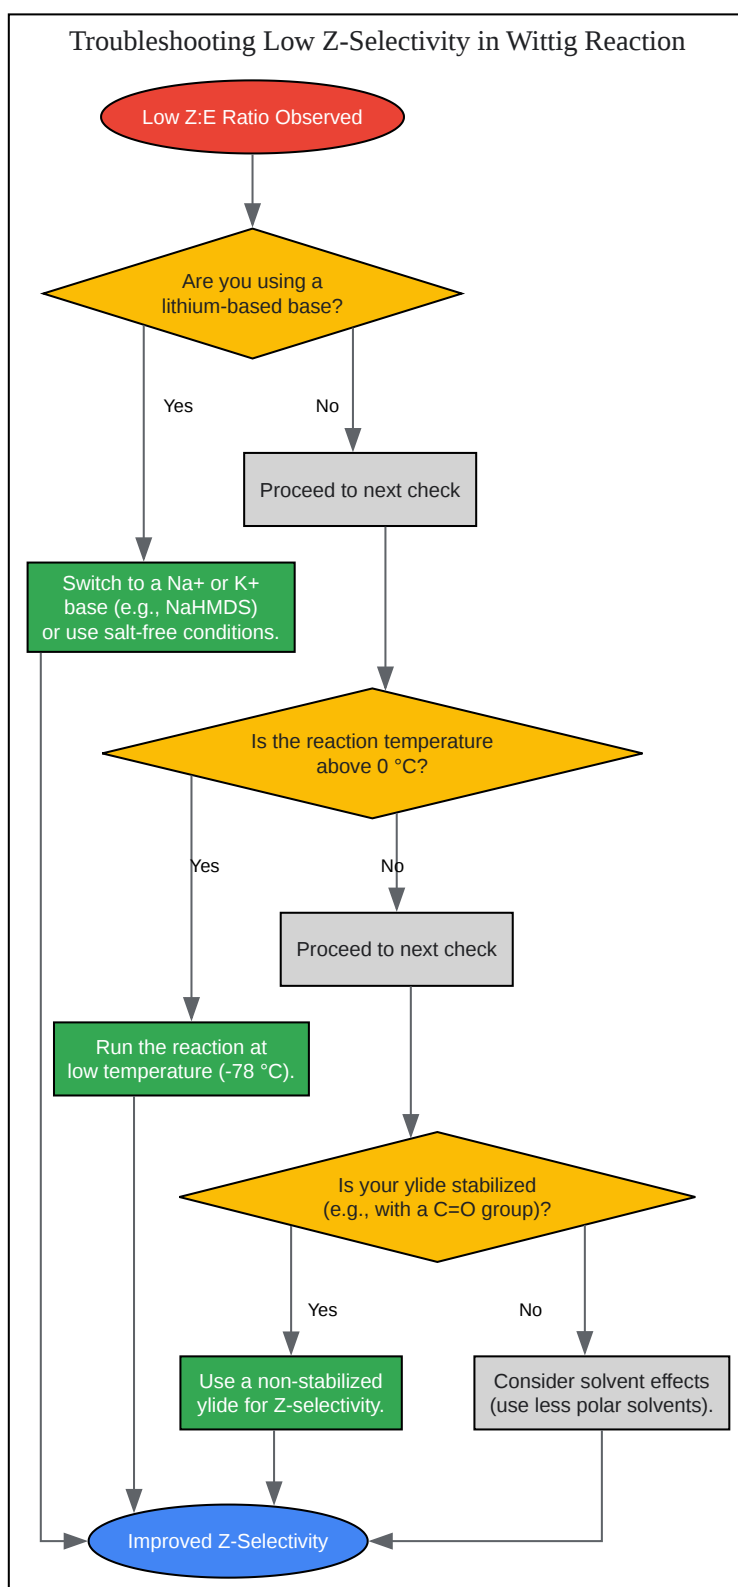 Troubleshooting Low Z-Selectivity in Wittig Reaction
Low Z:E Ratio Observed
Are you using a
lithium-based base?
Yes
No
Proceed to next check
Switch to a Na+ or K+
base (e.g., NaHMDS)
or use salt-free conditions.
Is the reaction temperature
above 0 °C?
Yes
No
Proceed to next check
Run the reaction at
low temperature (-78 °C).
Is your ylide stabilized
(e.g., with a C=O group)?
Yes
No
Use a non-stabilized
ylide for Z-selectivity.
Consider solvent effects
(use less polar solvents).
Improved Z-Selectivity